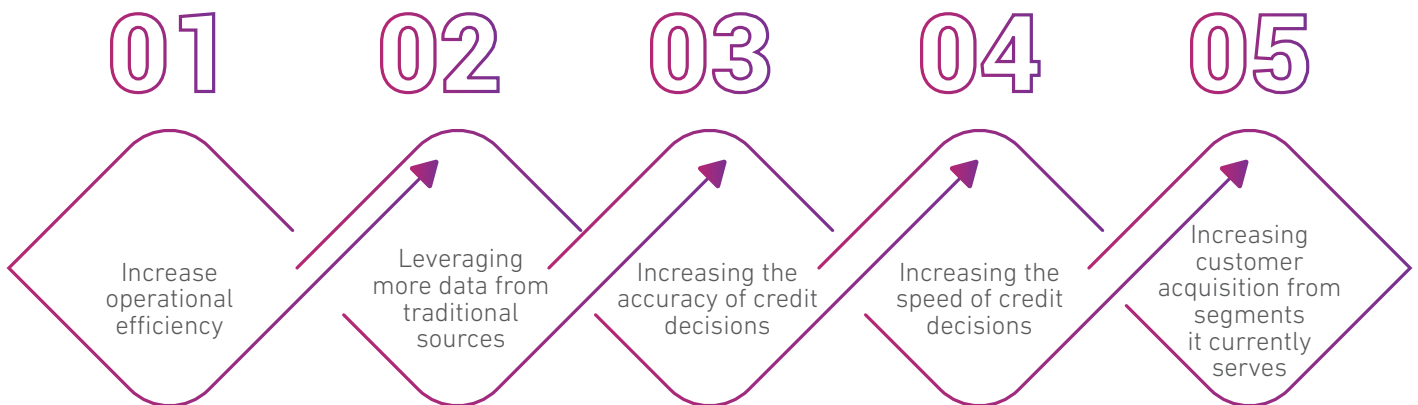 01
02
03
04
05
Increase
operational
efficiency
Leveraging
more data from
traditional
sources
Increasing the
accuracy of credit
decisions
Increasing the
speed of credit
decisions
Increasing
customer
acquisition from
segments
it currently
serves